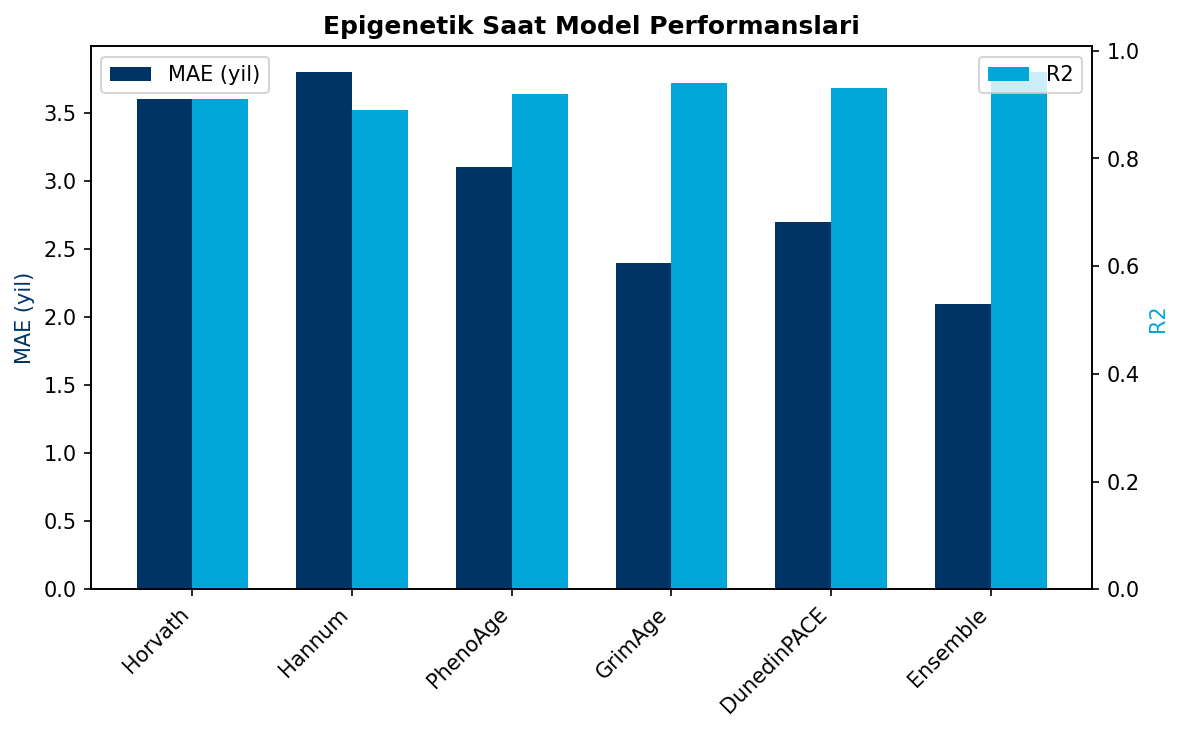 Epigenetik Saat Model Performanslari
MAE (yil)
R2
MAE (yil)
3.5
3.0
2.5
2.0
1.5
1.0
0.5
0.0
1.0
0.8
0.6
0.4
0.2
0.0
R2
Horvath
Hannum
PhenoAge
GrimAge
DunedinPACE
Ensemble